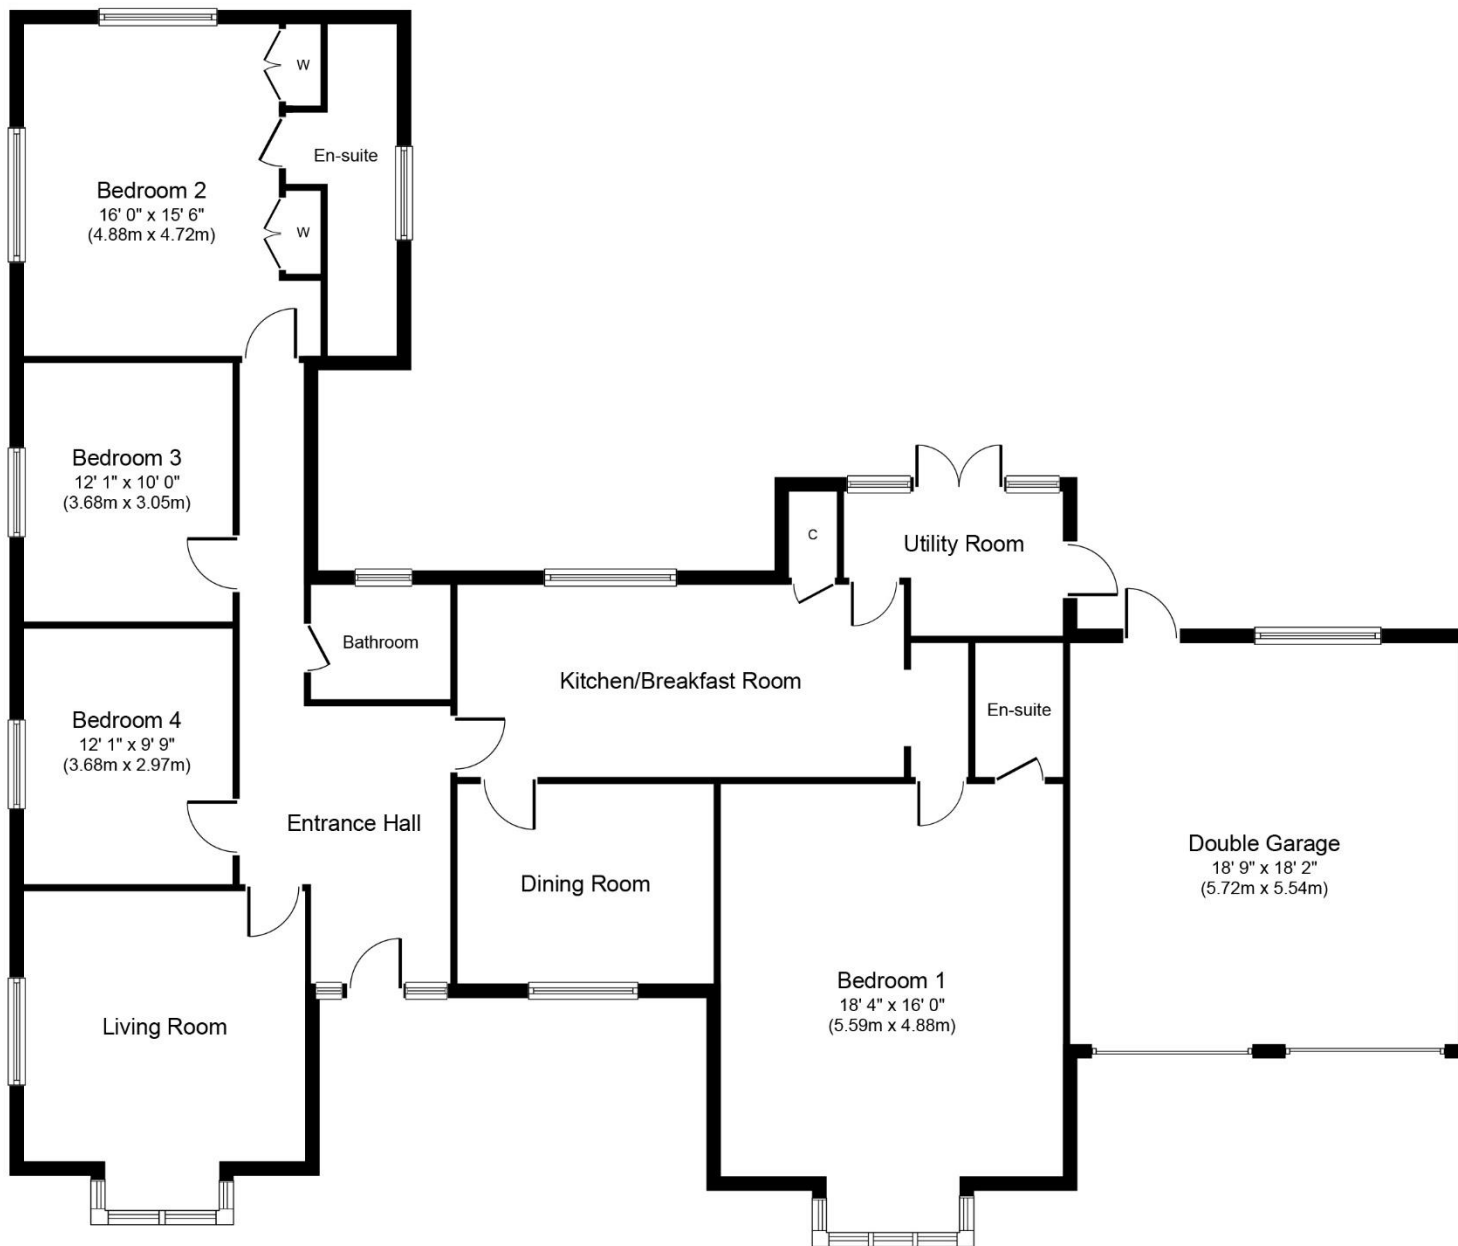 W
En-suite
Bedroom 2
16' 0" x 15' 6"
(4.88m x 4.72m)
W
Bedroom 3
12' 1" x 10' 0"
(3.68m x 3.05m)
C
Utility Room
Bathroom
Kitchen/Breakfast Room
En-suite
Bedroom 4
12' 1" x 9' 9"
(3.68m x 2.97m)
Entrance Hall
Double Garage
18' 9" x 18' 2"
(5.72m x 5.54m)
Dining Room
Bedroom 1
18' 4" x 16' 0"
(5.59m x 4.88m)
Living Room